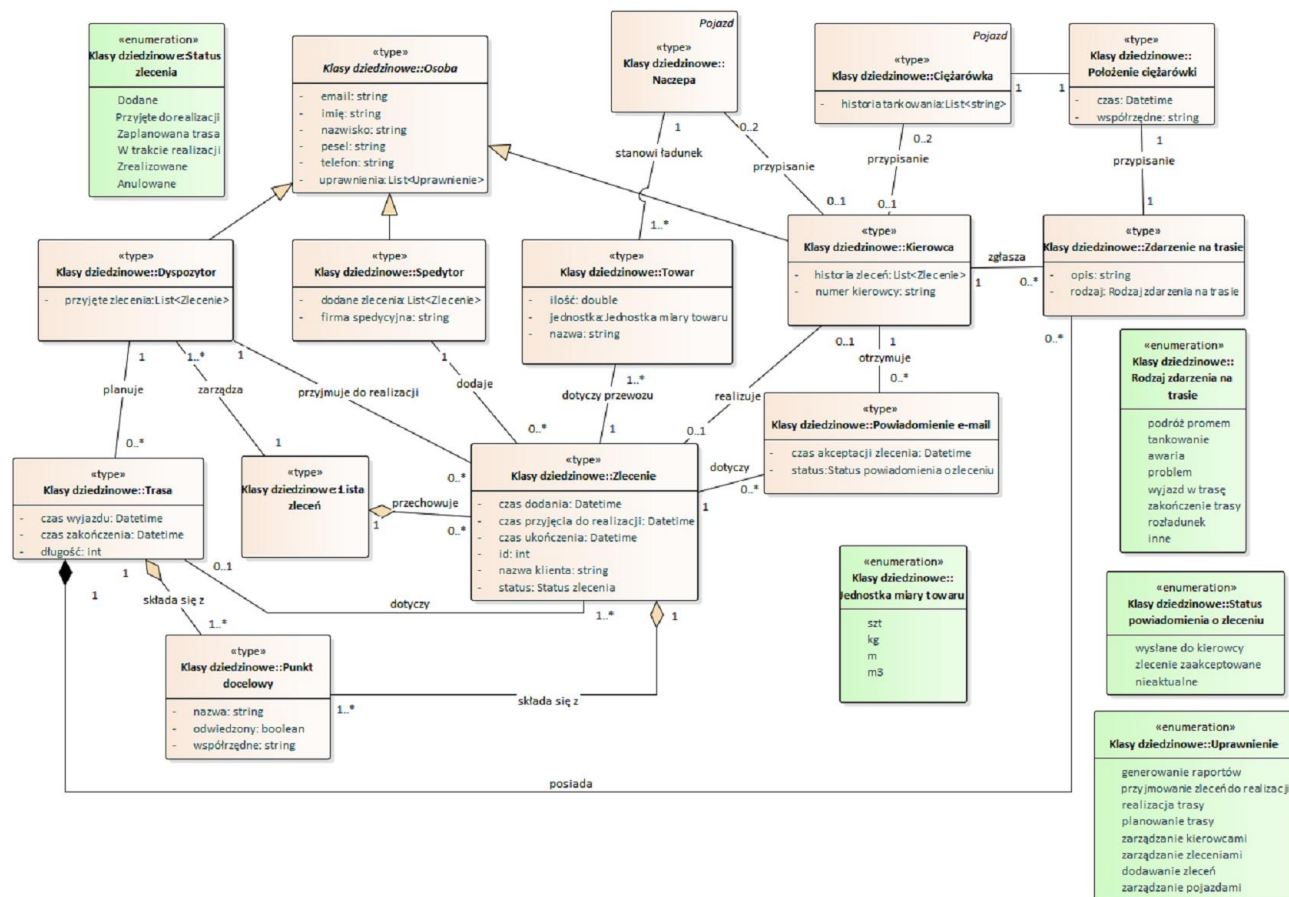 «enumeration»
Klasy dziedzinowe::Status
zlecenia
Dodane
Przyjęte do realizacji
Zaplanowana trasa
W trakcie realizacji
Zrealizowane
Anulowane
«type»
Klasy dziedzinowe::Osoba
- email: string
- imię: string
- nazwisko: string
- pesel: string
- telefon: string
- uprawnienia: List<Uprawnienie>
Pojazd
«type»
Klasy dziedzinowe::
Naczepa
Pojazd
«type»
Klasy dziedzinowe::Ciężarówka
- historia tankowania: List<string>
«type»
Klasy dziedzinowe::
Położenie ciężarówki
- czas: Datetime
- współrzędne: string
1
1
1
0..2
0..2
1
stanowi ładunek
przypisanie
przypisanie
przypisanie
0..1
0..1
1
1..*
«type»
Klasy dziedzinowe::Dyspozytor
- przyjęte zlecenia: List<Zlecenie>
«type»
Klasy dziedzinowe::Spedytor
- dodane zlecenia: List<Zlecenie>
- firma spedycyjna: string
«type»
Klasy dziedzinowe::Towar
- ilość: double
- jednostka: Jednostka miary towaru
- nazwa: string
«type»
Klasy dziedzinowe::Kierowca
- historia zleceń: List<Zlecenie>
- numer kierowcy: string
zgłasza
1
0..*
«type»
Klasy dziedzinowe::Zdarzenie na trasie
- opis: string
- rodzaj: Rodzaj zdarzenia na trasie
0..*
1
1..*
1
1
1..*
0..1
1
planuje
zarządza
przyjmuje do realizacji
dodaje
dotyczy przewozu
realizuje
otrzymuje
0..*
1
0..*
0..*
1
0..1
0..*
«enumeration»
Klasy dziedzinowe::
Rodzaj zdarzenia na
trasie
podróż promem
tankowanie
awaria
problem
wyjazd w trasę
zakończenie trasy
rozładunek
inne
«type»
Klasy dziedzinowe::Powiadomienie e-mail
- czas akceptacji zlecenia: Datetime
- status: Status powiadomienia o zleceniu
dotyczy
1
0..*
«type»
Klasy dziedzinowe::Trasa
- czas wyjazdu: Datetime
- czas zakończenia: Datetime
- długość: int
«type»
Klasy dziedzinowe::Lista
zleceń
przechowuje
1
0..*
«type»
Klasy dziedzinowe::Zlecenie
- czas dodania: Datetime
- czas przyjęcia do realizacji: Datetime
- czas ukończenia: Datetime
- id: int
- nazwa klienta: string
- status: Status zlecenia
«enumeration»
Klasy dziedzinowe::
Jednostka miary towaru
szt
kg
m
m3
«enumeration»
Klasy dziedzinowe::Status
powiadomienia o zleceniu
wysłane do kierowcy
zlecenie zaakceptowane
nieaktualne
1
1
0..1
składa się z
dotyczy
1..*
1
1..*
«type»
Klasy dziedzinowe::Punkt
docelowy
- nazwa: string
- odwiedzony: boolean
- współrzędne: string
1..*
składa się z
posiada
«enumeration»
Klasy dziedzinowe::Uprawnienie
generowanie raportów
przyjmowanie zleceń do realizacji
realizacja trasy
planowanie trasy
zarządzanie kierowcami
zarządzanie zleceniami
dodawanie zleceń
zarządzanie pojazdami